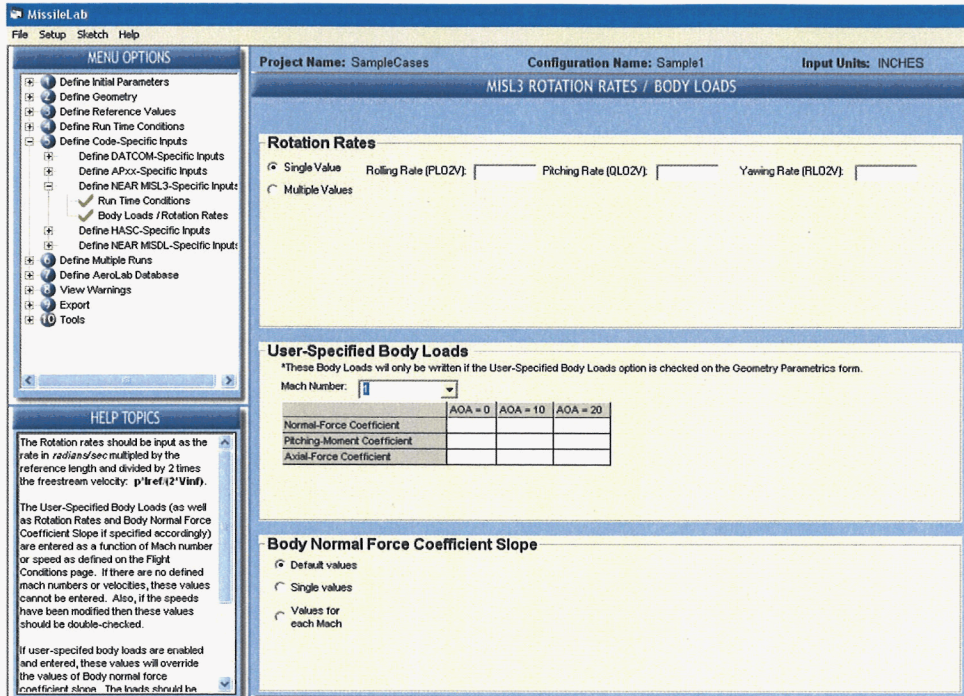 MissileLab
File Setup Sketch Help
MENU OPTIONS
1 Define Initial Parameters
2 Define Geometry
3 Define Reference Values
4 Define Run Time Conditions
5 Define Code-Specific Inputs
Define DATCOM-Specific Inputs
Define APxx-Specific Inputs
Define NEAR MISL3-Specific Inputs
Run Time Conditions
Body Loads / Rotation Rates
Define HASC-Specific Inputs
Define NEAR MISDL-Specific Inputs
6 Define Multiple Runs
7 Define AeroLab Database
8 View Warnings
9 Export
10 Tools
HELP TOPICS
The Rotation rates should be input as the
rate in radians/sec multipled by the
reference length and divided by 2 times
the freestream velocity: p*lref/(2*Vinf).
The User-Specified Body Loads (as well
as Rotation Rates and Body Normal Force
Coefficient Slope if specified accordingly)
are entered as a function of Mach number
or speed as defined on the Flight
Conditions page. If there are no defined
mach numbers or velocities, these values
cannot be entered. Also, if the speeds
have been modified then these values
should be double-checked.
If user-specifed body loads are enabled
and entered, these values will override
the values of Body normal force
coefficient slope. The loads should be
Project Name: SampleCases Configuration Name: Sample1 Input Units: INCHES
MISL3 ROTATION RATES / BODY LOADS
Rotation Rates
Single Value Rolling Rate (PLO2V): Pitching Rate (QLO2V): Yawing Rate (RLO2V):
Multiple Values
User-Specified Body Loads
*These Body Loads will only be written if the User-Specified Body Loads option is checked on the Geometry Parametrics form.
Mach Number: 1
AOA = 0 AOA = 10 AOA = 20
Normal-Force Coefficient
Pitching-Moment Coefficient
Axial-Force Coefficient
Body Normal Force Coefficient Slope
Default values
Single values
Values for
each Mach